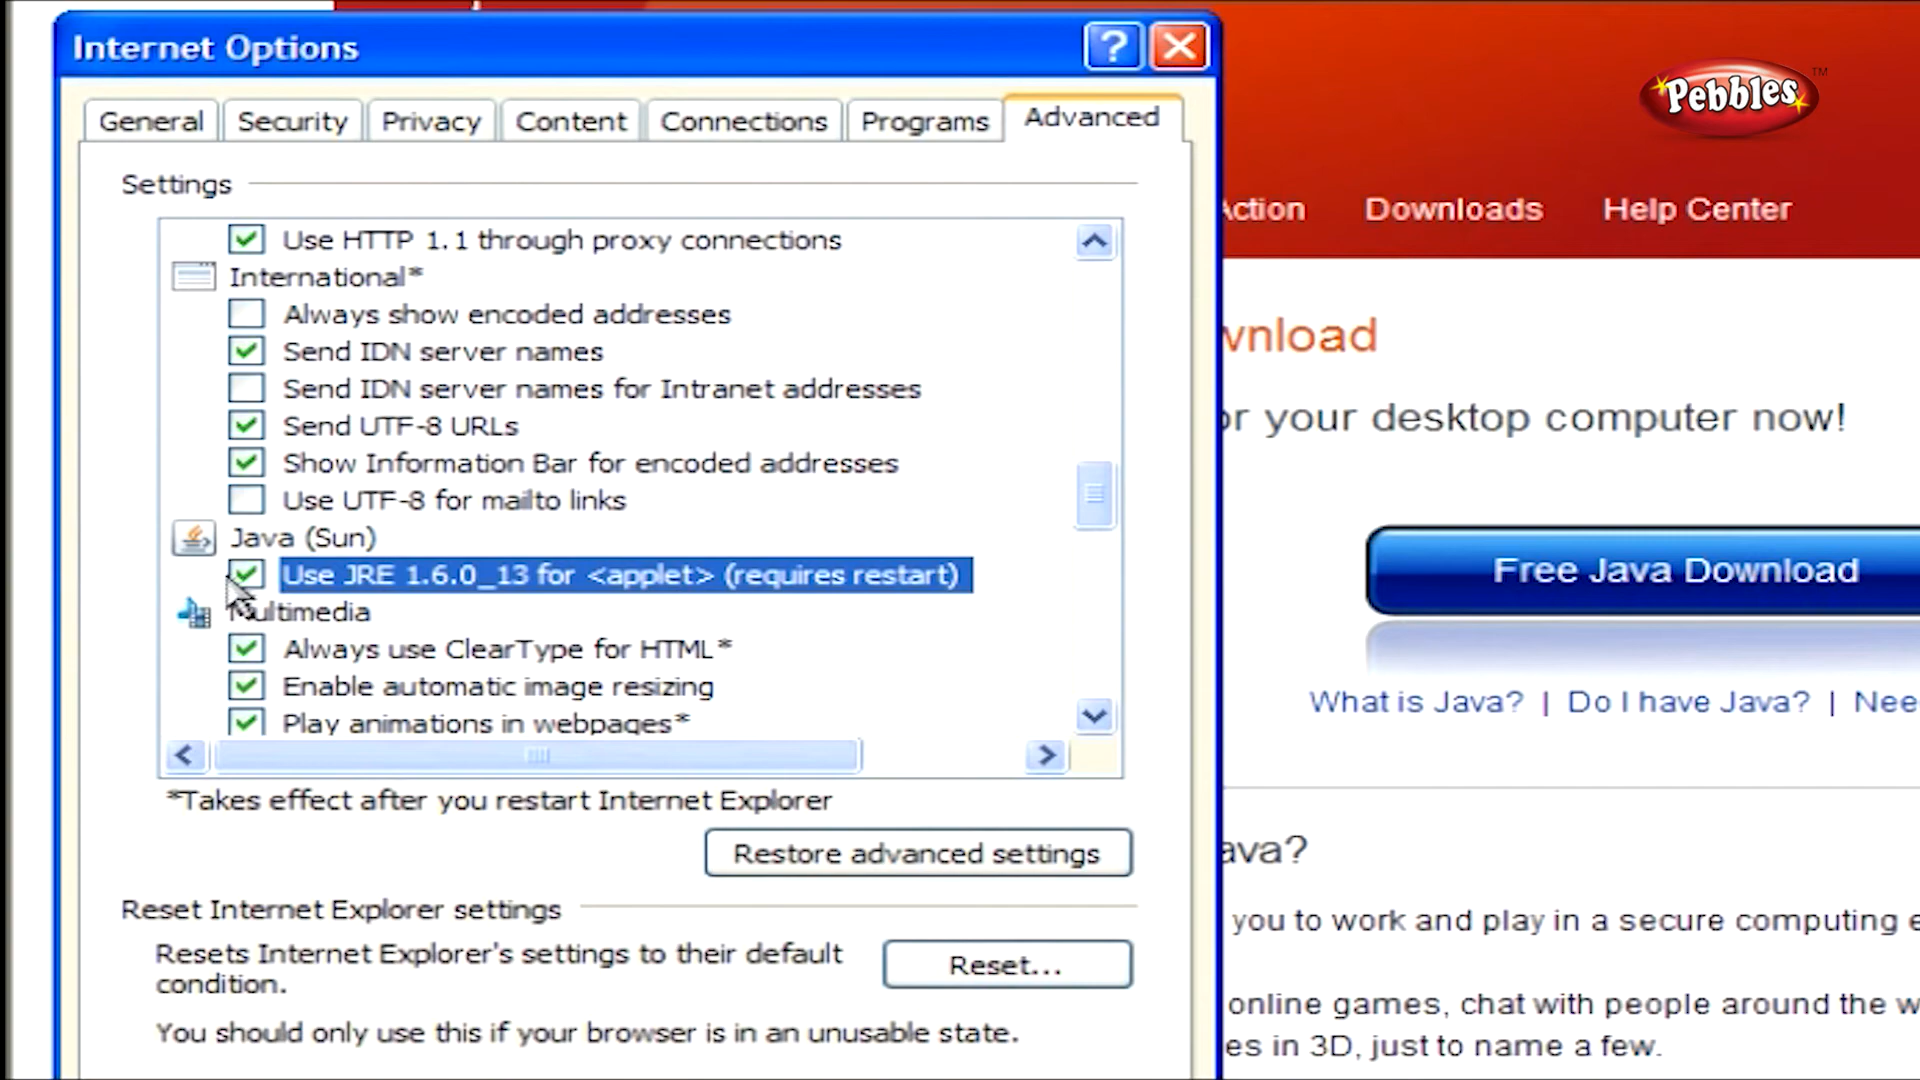 Internet Options
?
General Security Privacy Content Connections Programs Advanced
Settings
Use HTTP 1.1 through proxy connections
International*
Always show encoded addresses
Send IDN server names
Send IDN server names for Intranet addresses
Send UTF-8 URLs
Show Information Bar for encoded addresses
Use UTF-8 for mailto links
Java (Sun)
Use JRE 1.6.0_13 for <applet> (requires restart)
Multimedia
Always use ClearType for HTML*
Enable automatic image resizing
Play animations in webpages*
*Takes effect after you restart Internet Explorer
Restore advanced settings
Reset Internet Explorer settings
Resets Internet Explorer's settings to their default
condition.
Reset...
You should only use this if your browser is in an unusable state.
Pebbles™
Action Downloads Help Center
wnload
or your desktop computer now!
Free Java Download
What is Java? | Do I have Java? | Nee
ava?
you to work and play in a secure computing e
online games, chat with people around the w
es in 3D, just to name a few.